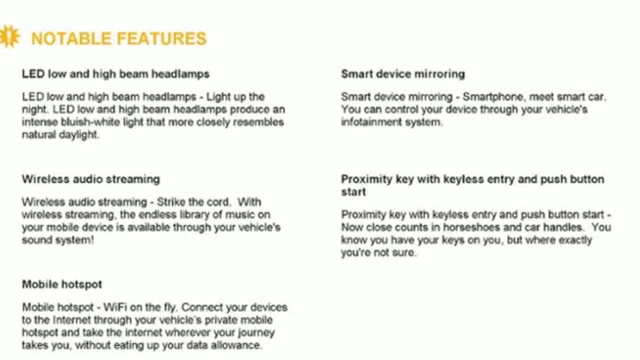 NOTABLE FEATURES
LED low and high beam headlamps
LED low and high beam headlamps - Light up the
night. LED low and high beam headlamps produce an
intense bluish-white light that more closely resembles
natural daylight.
Smart device mirroring
Smart device mirroring - Smartphone, meet smart car.
You can control your device through your vehicle's
infotainment system.
Wireless audio streaming
Wireless audio streaming - Strike the cord. With
wireless streaming, the endless library of music on
your mobile device is available through your vehicle's
sound system!
Proximity key with keyless entry and push button
start
Proximity key with keyless entry and push button start -
Now close counts in horseshoes and car handles. You
know you have your keys on you, but where exactly
you're not sure.
Mobile hotspot
Mobile hotspot - WiFi on the fly. Connect your devices
to the Internet through your vehicle's private mobile
hotspot and take the internet wherever your journey
takes you, without eating up your data allowance.